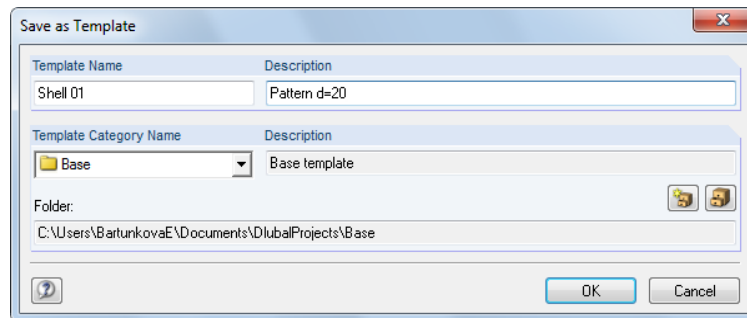 Save as Template
Template Name Description
Shell 01 Pattern d=20
Template Category Name Description
Base Base template
Folder:
C:\Users\BartunkovaE\Documents\DlubalProjects\Base
OK Cancel